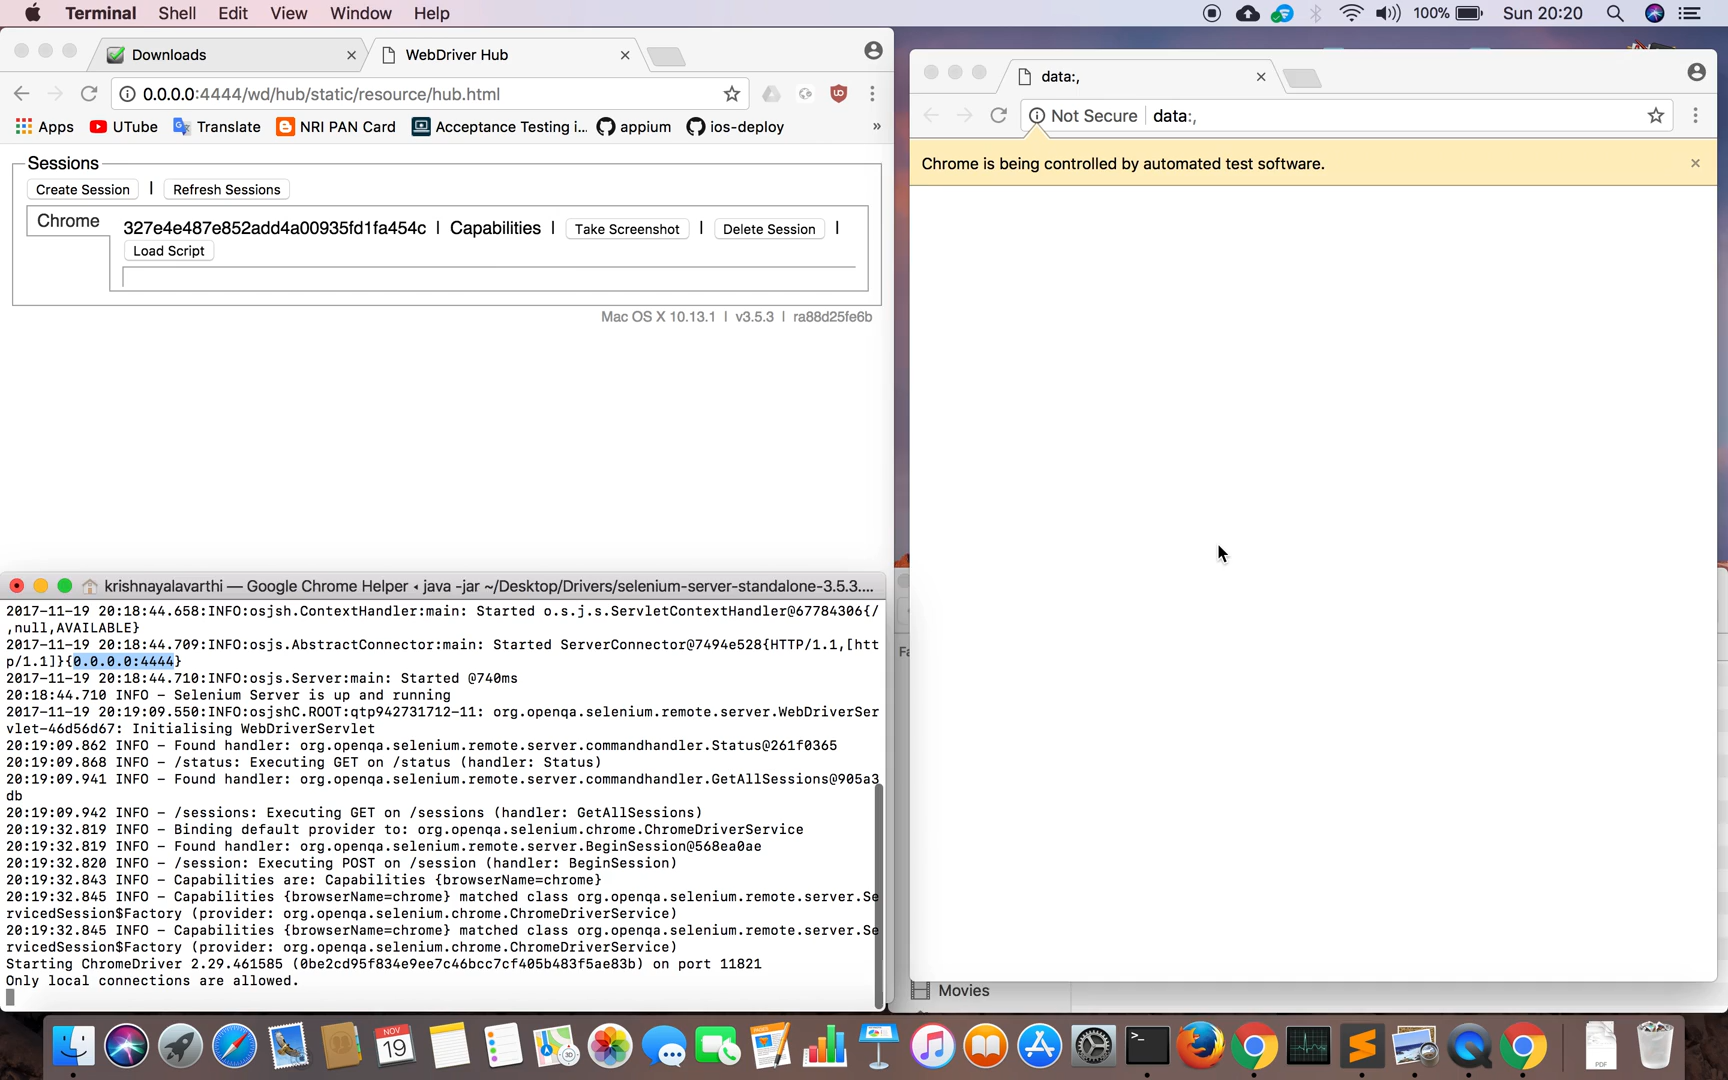 Terminal Shell Edit View Window Help
100% Sun 20:20
Downloads
WebDriver Hub
0.0.0.0:4444/wd/hub/static/resource/hub.html
Apps UTube Translate NRI PAN Card Acceptance Testing i... appium ios-deploy »
Sessions
Create Session | Refresh Sessions
Chrome
327e4e487e852add4a00935fd1fa454c | Capabilities | Take Screenshot | Delete Session |
Load Script
Mac OS X 10.13.1 | v3.5.3 | ra88d25fe6b
data:,
Not Secure data:,
Chrome is being controlled by automated test software.
krishnayalavarthi — Google Chrome Helper ◂ java -jar ~/Desktop/Drivers/selenium-server-standalone-3.5.3....
2017-11-19 20:18:44.658:INFO:osjsh.ContextHandler:main: Started o.s.j.s.ServletContextHandler@67784306{/
,null,AVAILABLE}
2017-11-19 20:18:44.709:INFO:osjs.AbstractConnector:main: Started ServerConnector@7494e528{HTTP/1.1,[htt
p/1.1]}{0.0.0.0:4444}
2017-11-19 20:18:44.710:INFO:osjs.Server:main: Started @740ms
20:18:44.710 INFO - Selenium Server is up and running
2017-11-19 20:19:09.550:INFO:osjshC.ROOT:qtp942731712-11: org.openqa.selenium.remote.server.WebDriverSer
vlet-46d56d67: Initialising WebDriverServlet
20:19:09.862 INFO - Found handler: org.openqa.selenium.remote.server.commandhandler.Status@261f0365
20:19:09.868 INFO - /status: Executing GET on /status (handler: Status)
20:19:09.941 INFO - Found handler: org.openqa.selenium.remote.server.commandhandler.GetAllSessions@905a3
db
20:19:09.942 INFO - /sessions: Executing GET on /sessions (handler: GetAllSessions)
20:19:32.819 INFO - Binding default provider to: org.openqa.selenium.chrome.ChromeDriverService
20:19:32.819 INFO - Found handler: org.openqa.selenium.remote.server.BeginSession@568ea0ae
20:19:32.820 INFO - /session: Executing POST on /session (handler: BeginSession)
20:19:32.843 INFO - Capabilities are: Capabilities {browserName=chrome}
20:19:32.845 INFO - Capabilities {browserName=chrome} matched class org.openqa.selenium.remote.server.Se
rvicedSession$Factory (provider: org.openqa.selenium.chrome.ChromeDriverService)
20:19:32.845 INFO - Capabilities {browserName=chrome} matched class org.openqa.selenium.remote.server.Se
rvicedSession$Factory (provider: org.openqa.selenium.chrome.ChromeDriverService)
Starting ChromeDriver 2.29.461585 (0be2cd95f834e9ee7c46bcc7cf405b483f5ae83b) on port 11821
Only local connections are allowed.
Fa
Movies
NOV
19
PAGES
3D
PDF